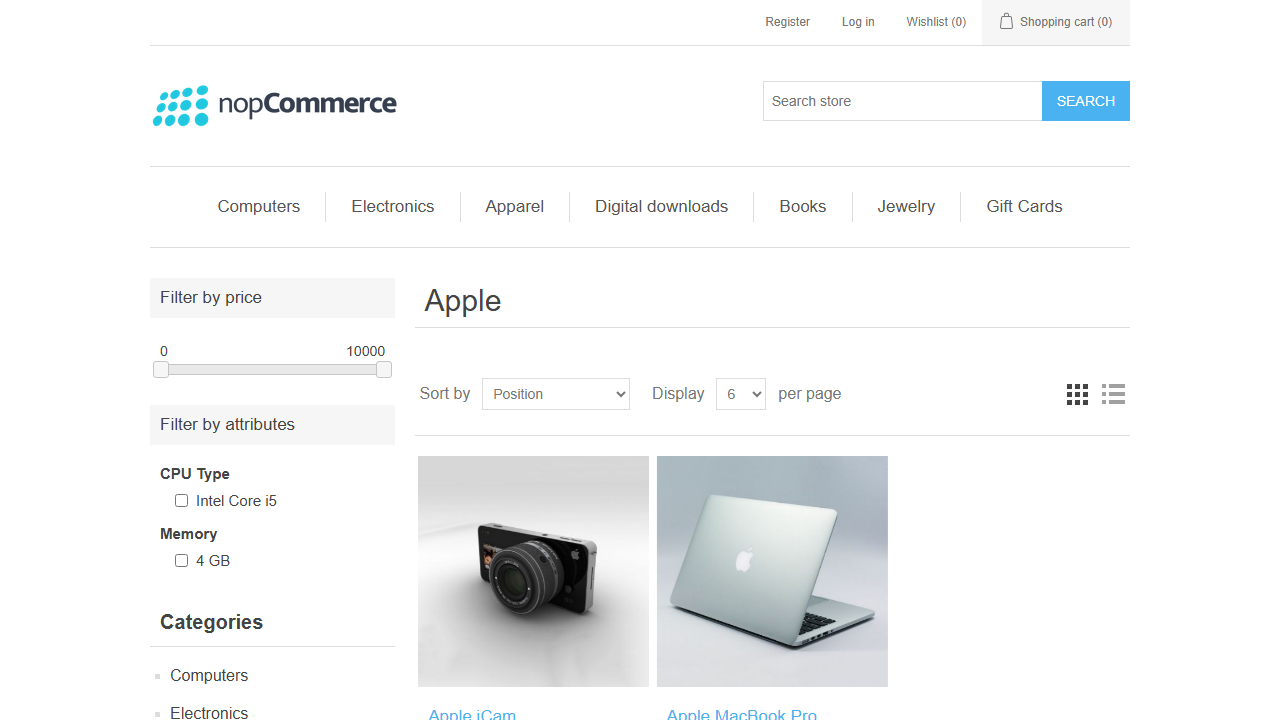 Register Log in Wishlist (0) Shopping cart (0)
nopCommerce
Search store SEARCH
Computers Electronics Apparel Digital downloads Books Jewelry Gift Cards
Filter by price
0 10000
Filter by attributes
CPU Type
Intel Core i5
Memory
4 GB
Categories
Computers
Electronics
Apple
Sort by Position Display 6 per page
Apple iCam Apple MacBook Pro